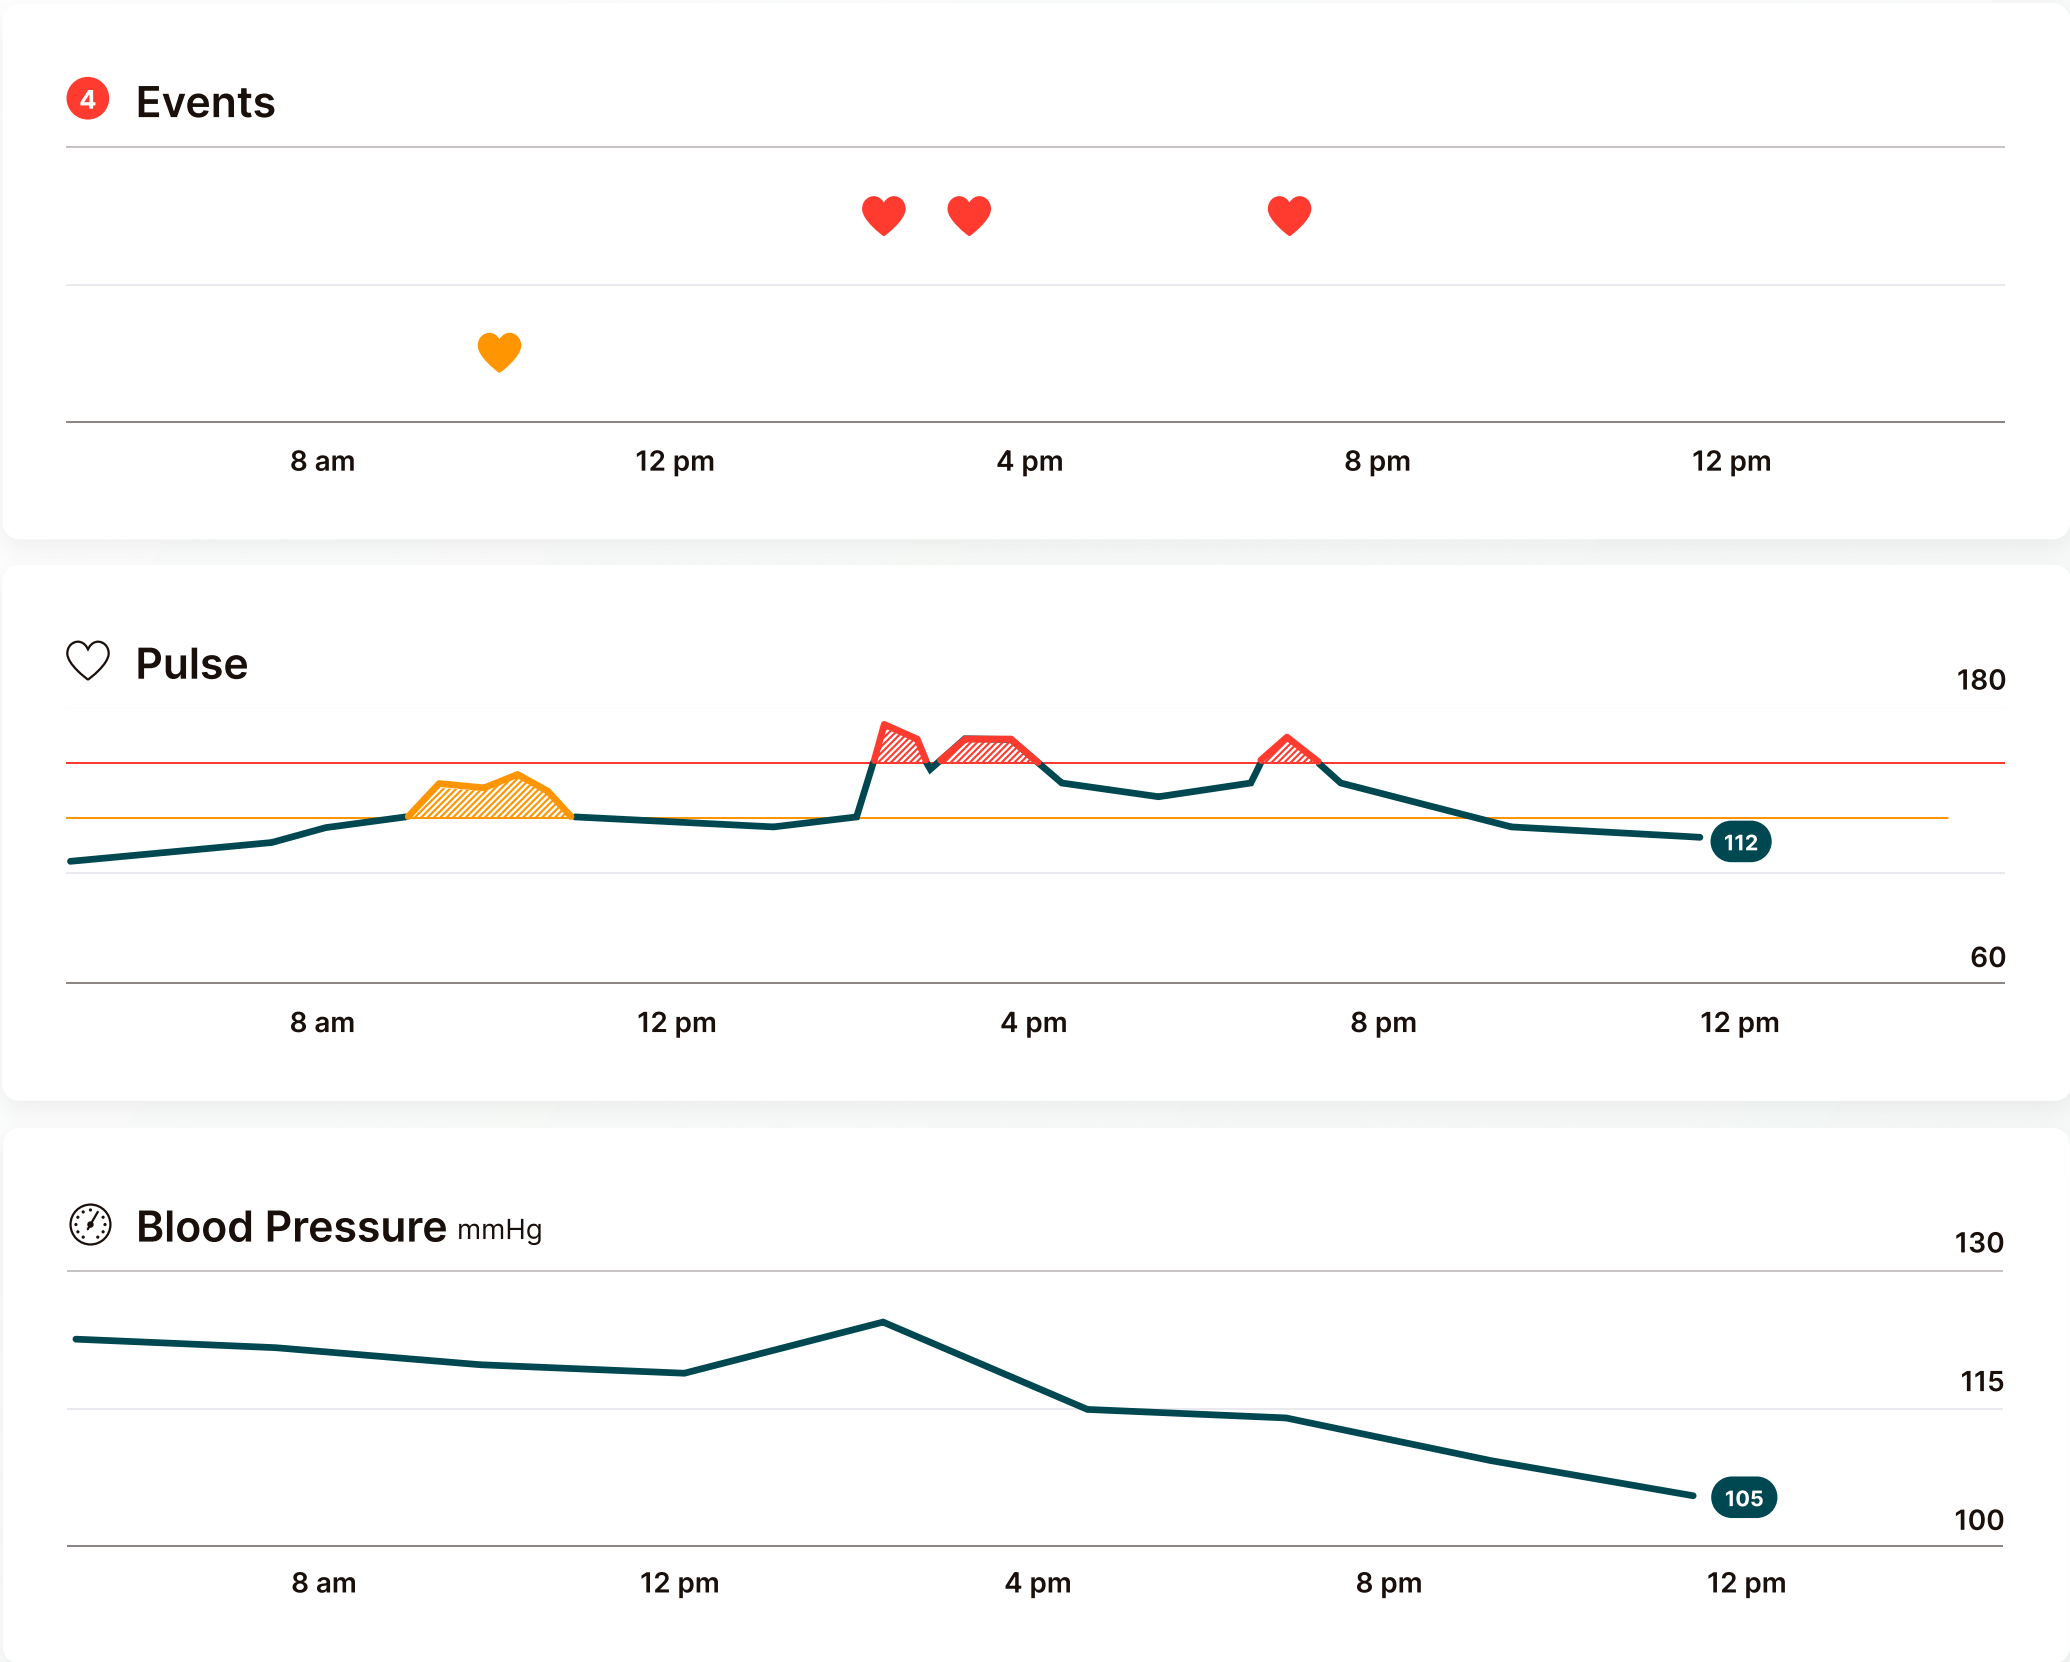 4 Events
8 am 12 pm 4 pm 8 pm 12 pm
Pulse
180
112
60
8 am 12 pm 4 pm 8 pm 12 pm
Blood Pressure mmHg
130
115
105
100
8 am 12 pm 4 pm 8 pm 12 pm